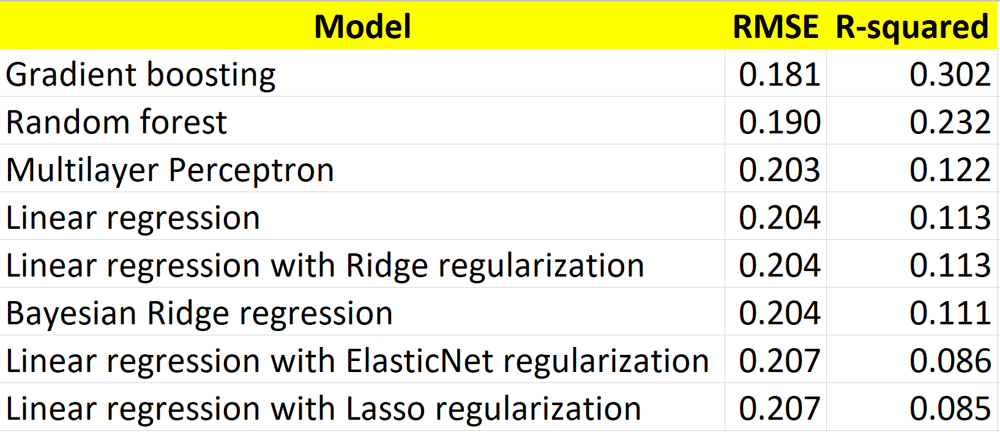 Model RMSE R-squared
Gradient boosting 0.181 0.302
Random forest 0.190 0.232
Multilayer Perceptron 0.203 0.122
Linear regression 0.204 0.113
Linear regression with Ridge regularization 0.204 0.113
Bayesian Ridge regression 0.204 0.111
Linear regression with ElasticNet regularization 0.207 0.086
Linear regression with Lasso regularization 0.207 0.085